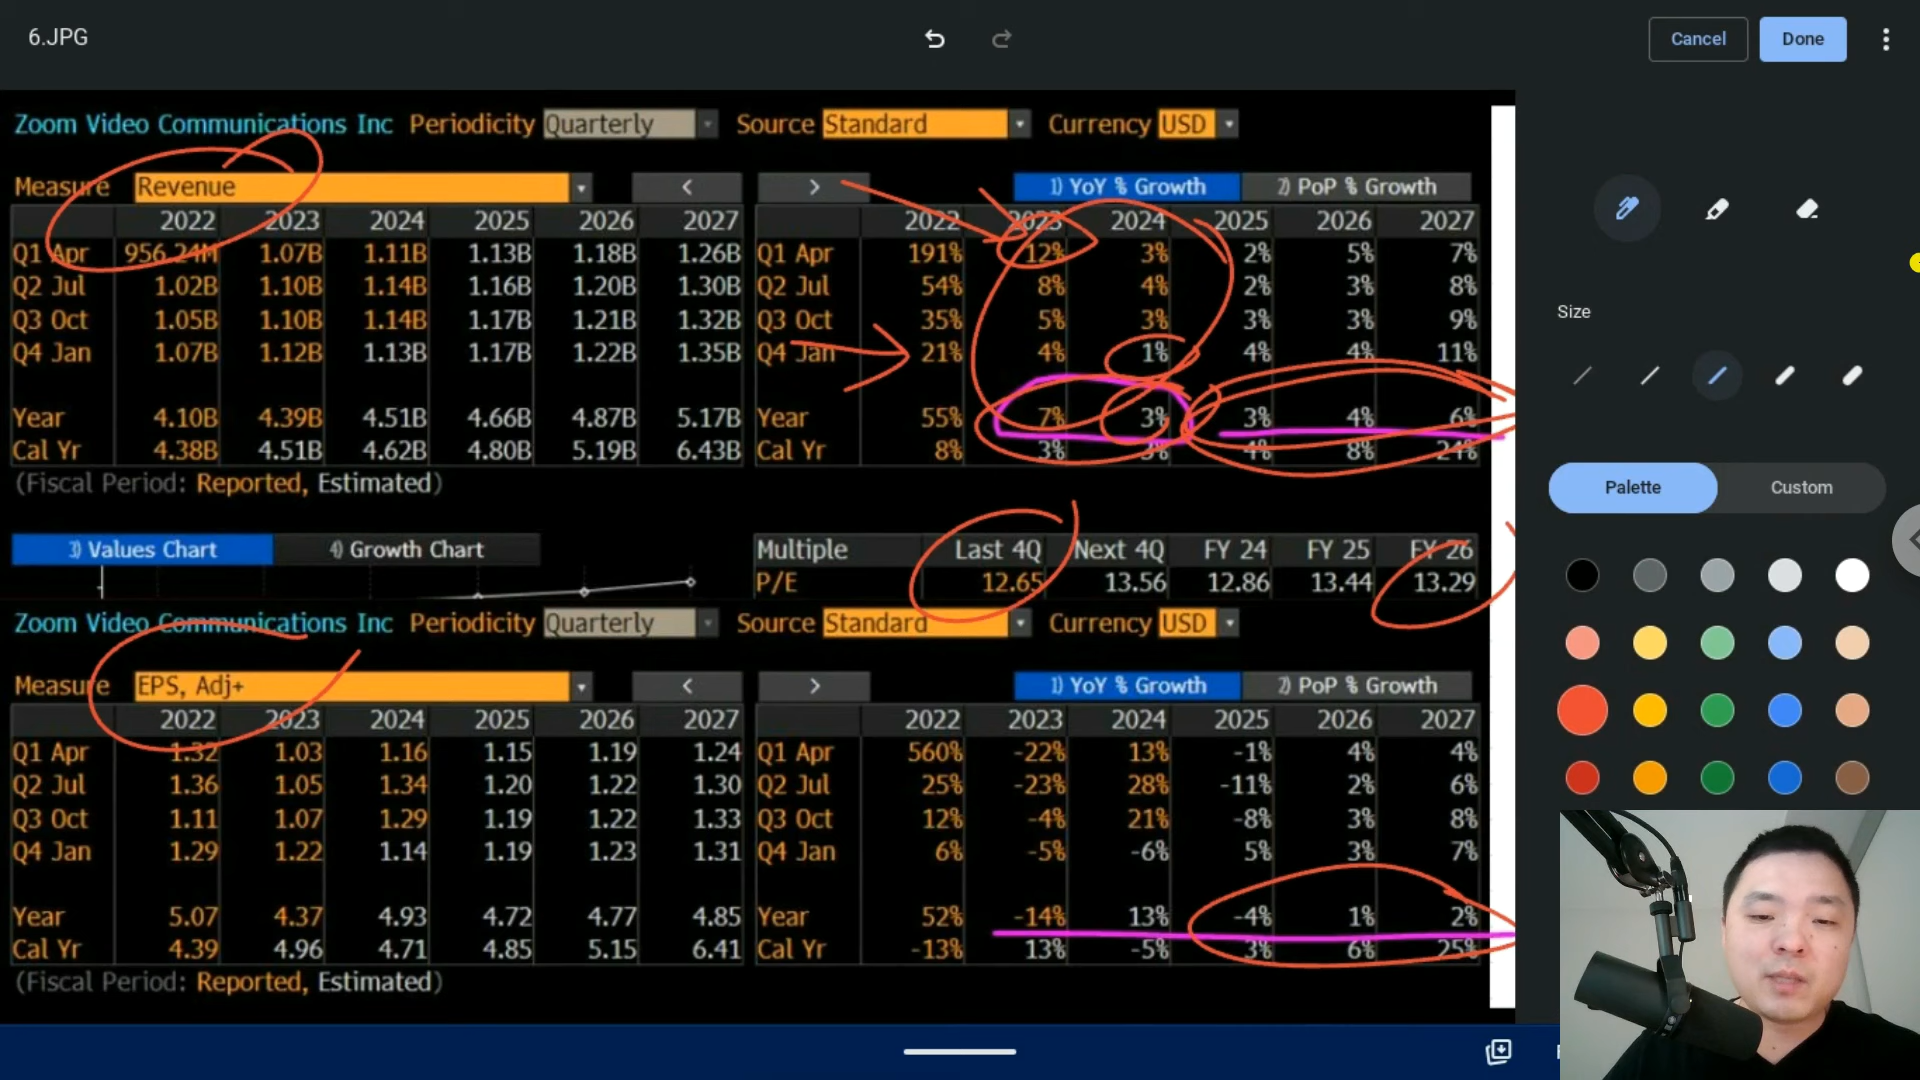 6.JPG
Cancel Done
Zoom Video Communications Inc Periodicity Quarterly Source Standard Currency USD
Measure Revenue < > 1) YoY % Growth 2) PoP % Growth
2022 2023 2024 2025 2026 2027 2022 2023 2024 2025 2026 2027
Q1 Apr 956.24M 1.07B 1.11B 1.13B 1.18B 1.26B Q1 Apr 191% 12% 3% 2% 5% 7%
Q2 Jul 1.02B 1.10B 1.14B 1.16B 1.20B 1.30B Q2 Jul 54% 8% 4% 2% 3% 8%
Q3 Oct 1.05B 1.10B 1.14B 1.17B 1.21B 1.32B Q3 Oct 35% 5% 3% 3% 3% 9%
Q4 Jan 1.07B 1.12B 1.13B 1.17B 1.22B 1.35B Q4 Jan 21% 4% 1% 4% 4% 11%
Year 4.10B 4.39B 4.51B 4.66B 4.87B 5.17B Year 55% 7% 3% 3% 4% 6%
Cal Yr 4.38B 4.51B 4.62B 4.80B 5.19B 6.43B Cal Yr 8% 3% 3% 4% 8% 24%
(Fiscal Period: Reported, Estimated)
3) Values Chart 4) Growth Chart Multiple Last 4Q Next 4Q FY 24 FY 25 FY 26
P/E 12.65 13.56 12.86 13.44 13.29
Zoom Video Communications Inc Periodicity Quarterly Source Standard Currency USD
Measure EPS, Adj+ < > 1) YoY % Growth 2) PoP % Growth
2022 2023 2024 2025 2026 2027 2022 2023 2024 2025 2026 2027
Q1 Apr 1.32 1.03 1.16 1.15 1.19 1.24 Q1 Apr 560% -22% 13% -1% 4% 4%
Q2 Jul 1.36 1.05 1.34 1.20 1.22 1.30 Q2 Jul 25% -23% 28% -11% 2% 6%
Q3 Oct 1.11 1.07 1.29 1.19 1.22 1.33 Q3 Oct 12% -4% 21% -8% 3% 8%
Q4 Jan 1.29 1.22 1.14 1.19 1.23 1.31 Q4 Jan 6% -5% -6% 5% 3% 7%
Year 5.07 4.37 4.93 4.72 4.77 4.85 Year 52% -14% 13% -4% 1% 2%
Cal Yr 4.39 4.96 4.71 4.85 5.15 6.41 Cal Yr -13% 13% -5% 3% 6% 25%
(Fiscal Period: Reported, Estimated)
Size
Palette Custom